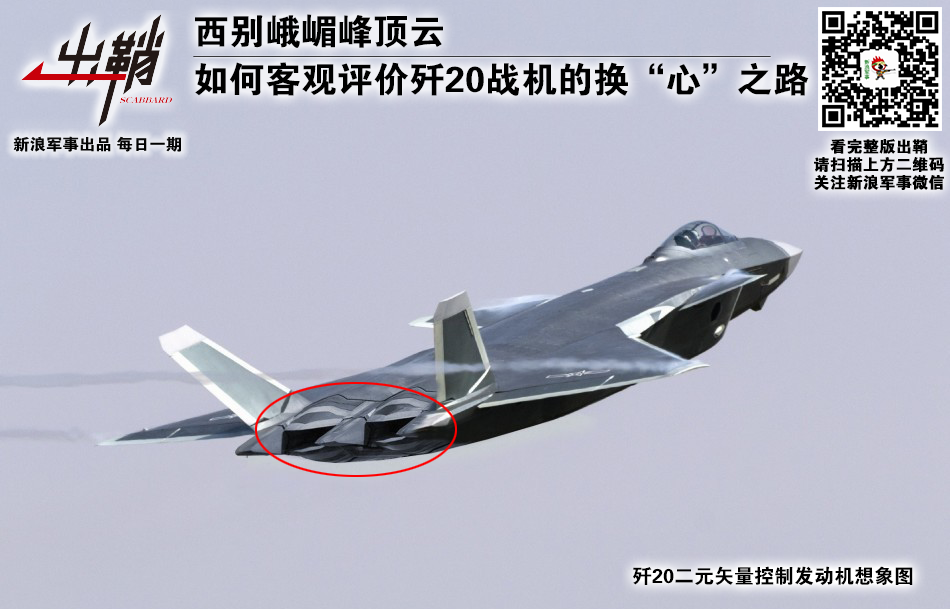 出鞘
SCABBARD
新浪军事出品 每日一期
西别峨嵋峰顶云
如何客观评价歼20战机的换“心”之路
看完整版出鞘
请扫描上方二维码
关注新浪军事微信
歼20二元矢量控制发动机想象图